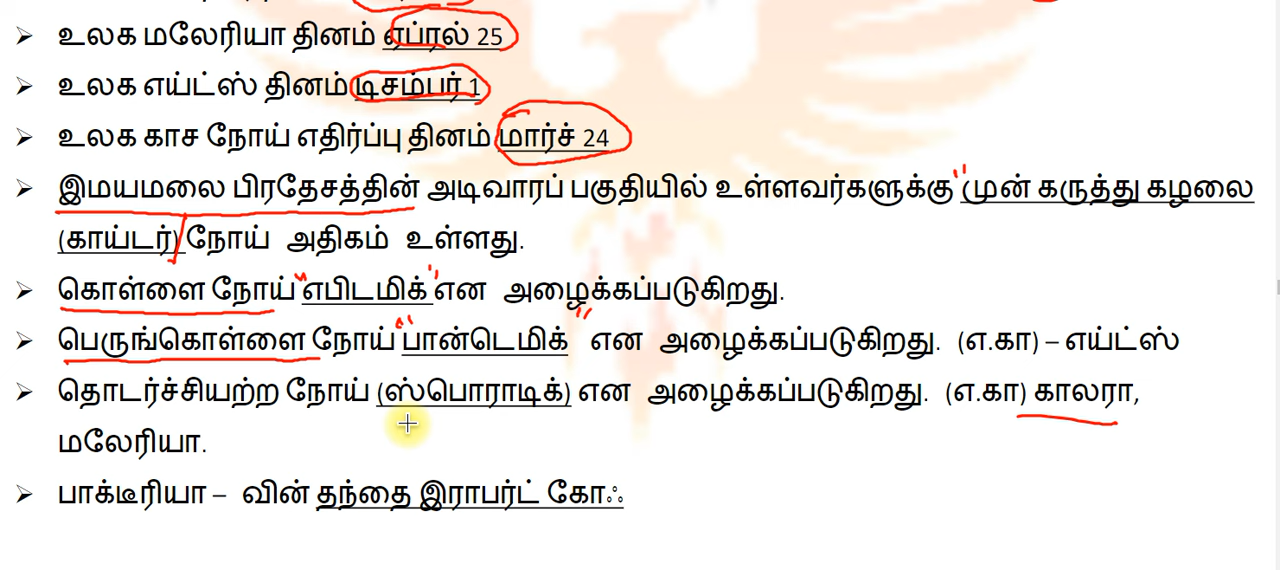 ➢ உலக மலேரியா தினம் ஏப்ரல் 25
➢ உலக எய்ட்ஸ் தினம் டிசம்பர் 1
➢ உலக காச நோய் எதிர்ப்பு தினம் மார்ச் 24
➢ இமயமலை பிரதேசத்தின் அடிவாரப் பகுதியில் உள்ளவர்களுக்கு முன் கருத்து கழலை
(காய்டர்) நோய் அதிகம் உள்ளது.
➢ கொள்ளை நோய் எபிடமிக் என அழைக்கப்படுகிறது.
➢ பெருங்கொள்ளை நோய் பான்டெமிக் என அழைக்கப்படுகிறது. (எ.கா) – எய்ட்ஸ்
➢ தொடர்ச்சியற்ற நோய் (ஸ்பொராடிக்) என அழைக்கப்படுகிறது. (எ.கா) காலரா,
மலேரியா.
➢ பாக்டீரியா – வின் தந்தை இராபர்ட் கோஃ